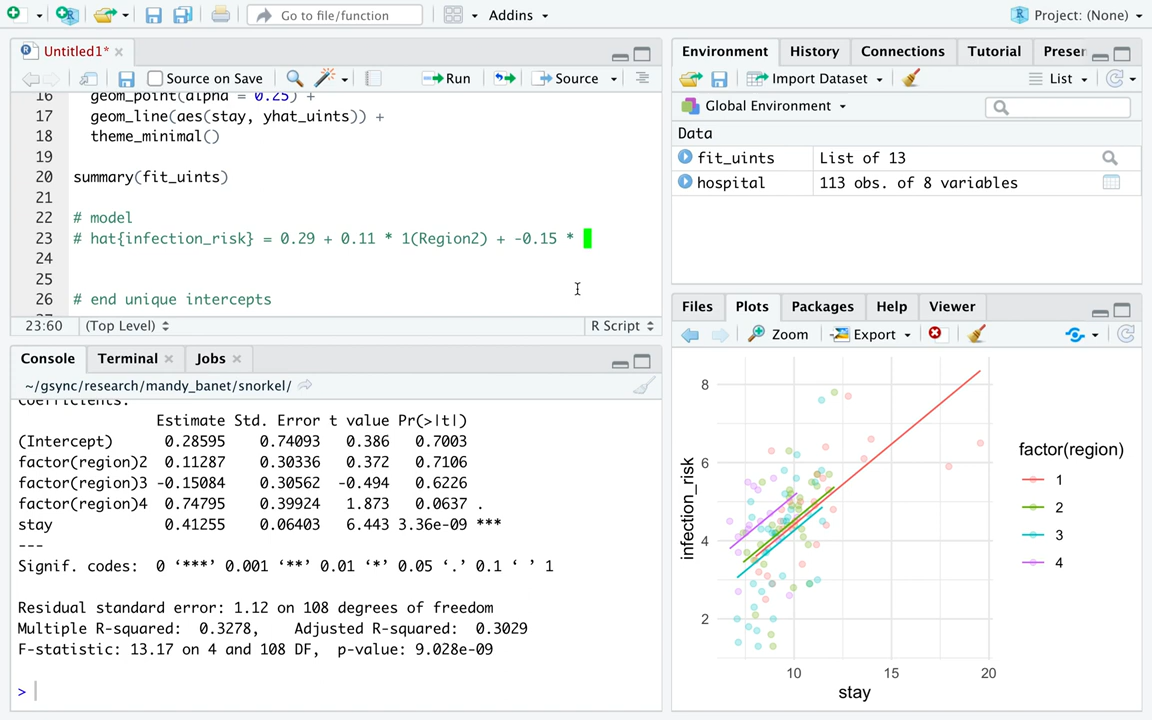 Go to file/function
Addins
Project: (None)
Untitled1*
Source on Save
Run
Source
16 geom_point(alpha = 0.25) +
17 geom_line(aes(stay, yhat_uints)) +
18 theme_minimal()
19
20 summary(fit_uints)
21
22 # model
23 # hat{infection_risk} = 0.29 + 0.11 * 1(Region2) + -0.15 *
24
25
26 # end unique intercepts
23:60 (Top Level) R Script
Console Terminal Jobs
~/gsync/research/mandy_banet/snorkel/
Coefficients:
Estimate Std. Error t value Pr(>|t|)
(Intercept) 0.28595 0.74093 0.386 0.7003
factor(region)2 0.11287 0.30336 0.372 0.7106
factor(region)3 -0.15084 0.30562 -0.494 0.6226
factor(region)4 0.74795 0.39924 1.873 0.0637 .
stay 0.41255 0.06403 6.443 3.36e-09 ***
---
Signif. codes: 0 ‘***’ 0.001 ‘**’ 0.01 ‘*’ 0.05 ‘.’ 0.1 ‘ ’ 1
Residual standard error: 1.12 on 108 degrees of freedom
Multiple R-squared: 0.3278, Adjusted R-squared: 0.3029
F-statistic: 13.17 on 4 and 108 DF, p-value: 9.028e-09
>
Environment History Connections Tutorial Preser
Import Dataset List
Global Environment
Data
fit_uints List of 13
hospital 113 obs. of 8 variables
Files Plots Packages Help Viewer
Zoom Export
8
6
4
2
infection_risk
10 15 20
stay
factor(region)
1
2
3
4